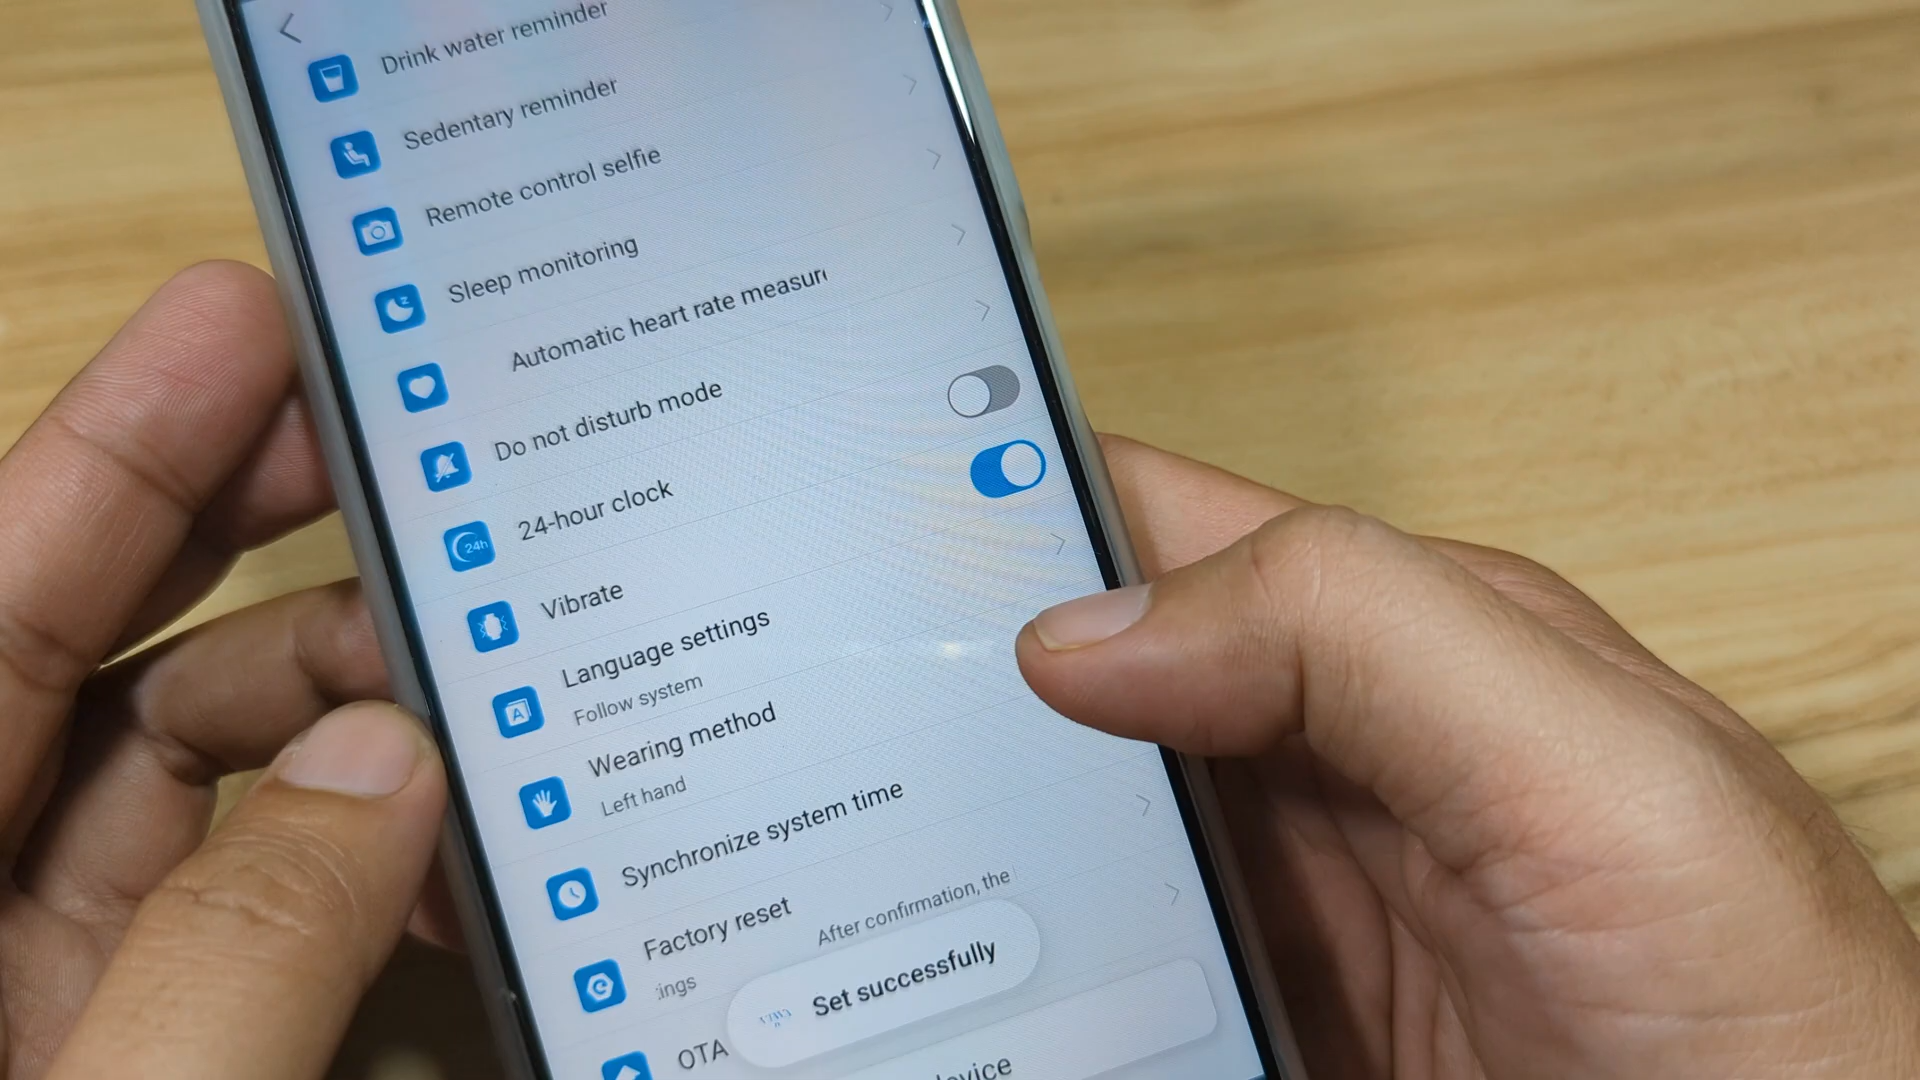 Drink water reminder
Sedentary reminder
Remote control selfie
Sleep monitoring
Automatic heart rate measur
Do not disturb mode
24-hour clock
24h
Vibrate
Language settings
A
Follow system
Wearing method
Left hand
Synchronize system time
Factory reset
After confirmation, the
ings
Set successfully
OTA
device